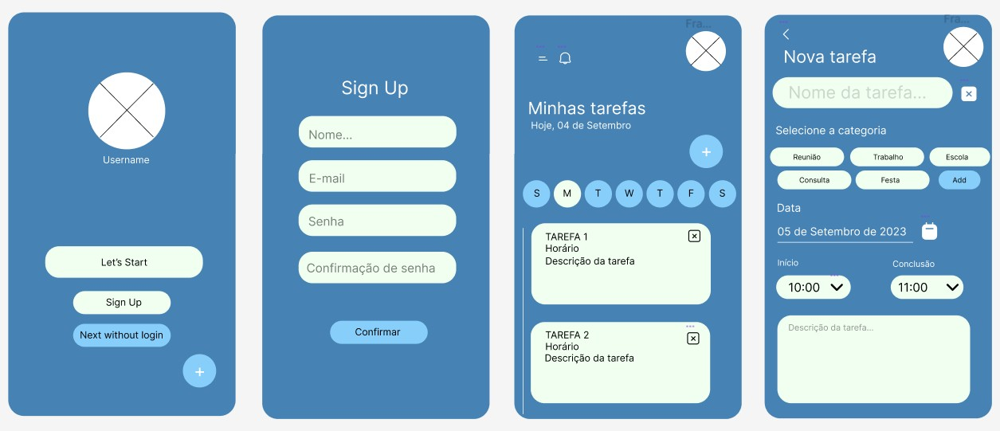 Username
Let's Start
Sign Up
Next without login
+
Sign Up
Nome...
E-mail
Senha
Confirmação de senha
Confirmar
Fra...
Minhas tarefas
Hoje, 04 de Setembro
+
S M T W T F S
TAREFA 1
Horário
Descrição da tarefa
TAREFA 2
Horário
Descrição da tarefa
Fra...
Nova tarefa
Nome da tarefa...
Selecione a categoria
Reunião Trabalho Escola
Consulta Festa Add
Data
05 de Setembro de 2023
Início Conclusão
10:00 11:00
Descrição da tarefa...